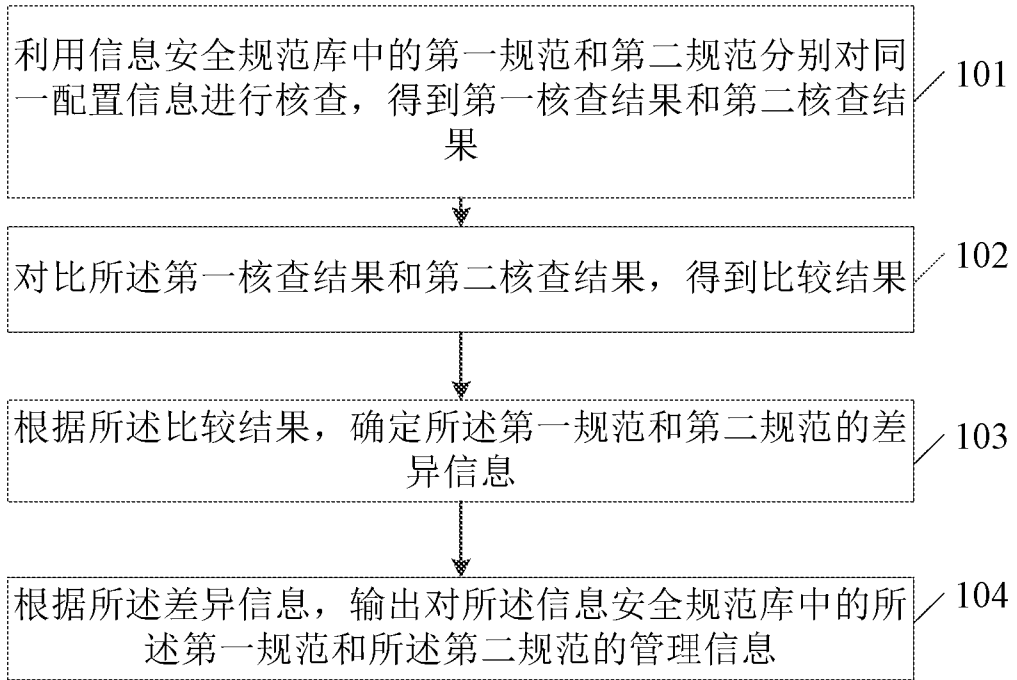 利用信息安全规范库中的第一规范和第二规范分别对同
一配置信息进行核查，得到第一核查结果和第二核查结
果
101
对比所述第一核查结果和第二核查结果，得到比较结果
102
根据所述比较结果，确定所述第一规范和第二规范的差
异信息
103
根据所述差异信息，输出对所述信息安全规范库中的所
述第一规范和所述第二规范的管理信息
104